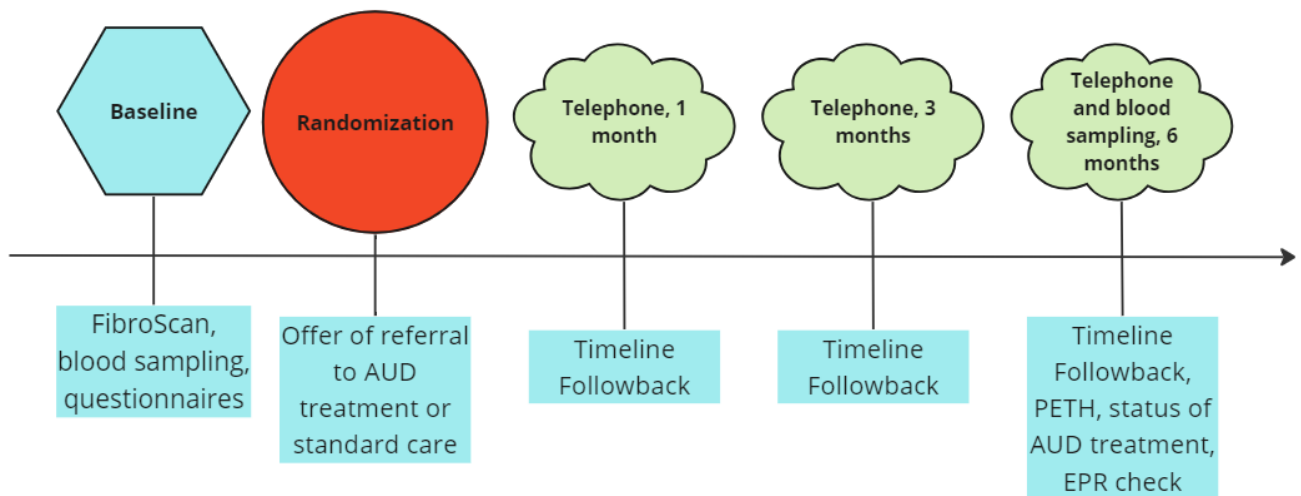 Baseline
Randomization
Telephone, 1
month
Telephone, 3
months
Telephone
and blood
sampling, 6
months
FibroScan,
blood sampling,
questionnaires
Offer of referral
to AUD
treatment or
standard care
Timeline
Followback
Timeline
Followback
Timeline
Followback,
PETH, status of
AUD treatment,
EPR check